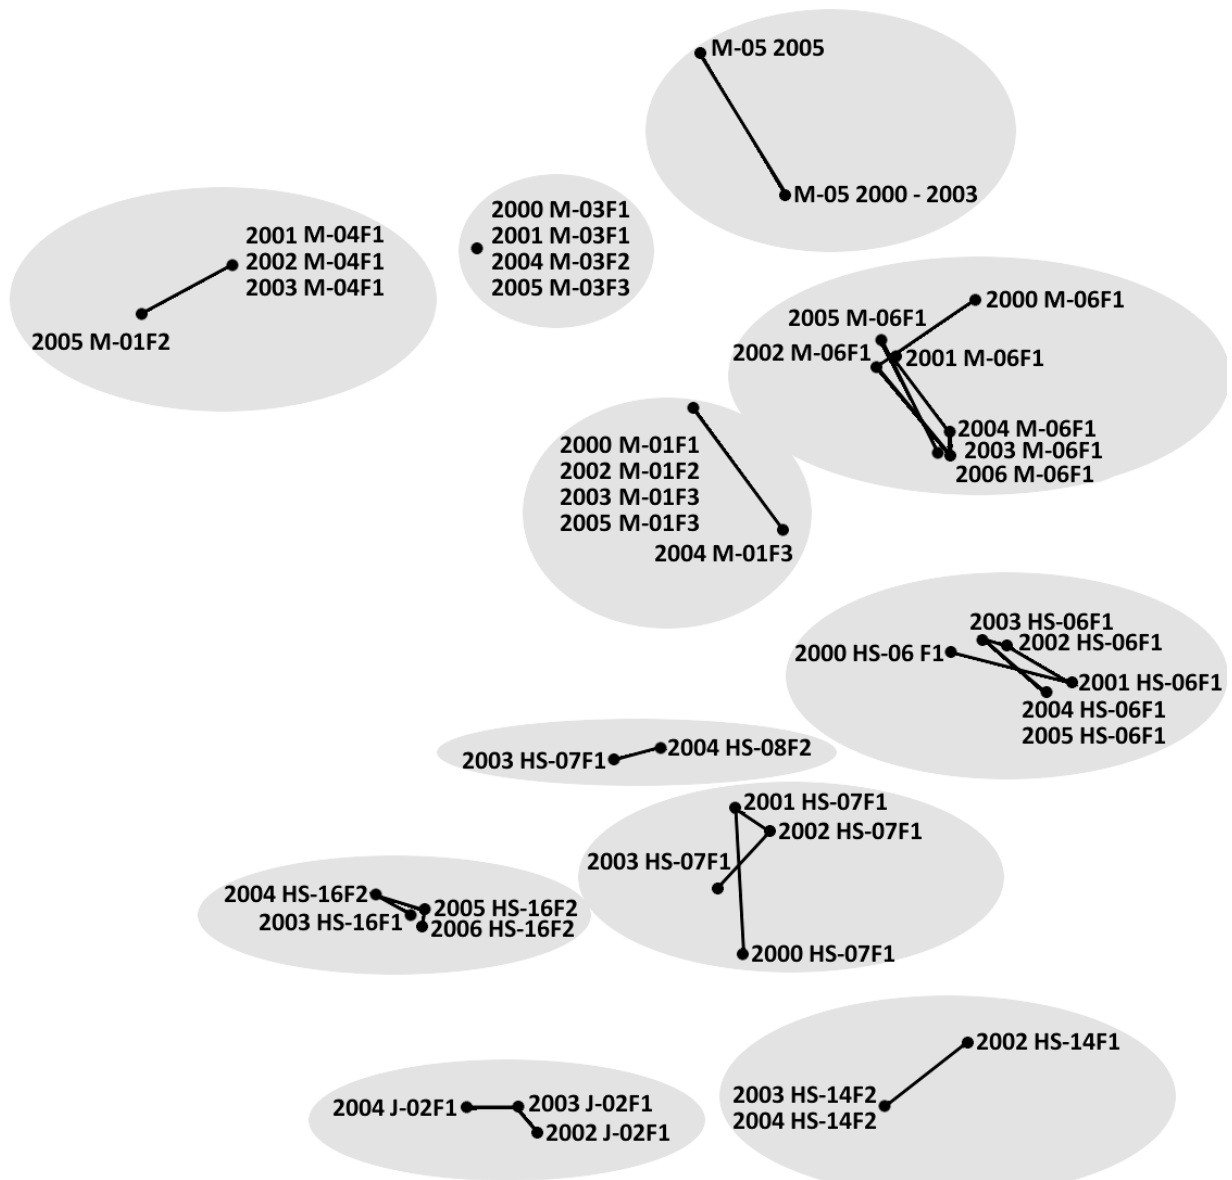 M-05 2005
M-05 2000 - 2003
2000 M-03F1
2001 M-03F1
2004 M-03F2
2005 M-03F3
2001 M-04F1
2002 M-04F1
2003 M-04F1
2005 M-01F2
2000 M-06F1
2005 M-06F1
2002 M-06F1
2001 M-06F1
2004 M-06F1
2003 M-06F1
2006 M-06F1
2000 M-01F1
2002 M-01F2
2003 M-01F3
2005 M-01F3
2004 M-01F3
2003 HS-06F1
2002 HS-06F1
2000 HS-06 F1
2001 HS-06F1
2004 HS-06F1
2005 HS-06F1
2004 HS-08F2
2003 HS-07F1
2001 HS-07F1
2002 HS-07F1
2003 HS-07F1
2000 HS-07F1
2004 HS-16F2
2005 HS-16F2
2003 HS-16F1
2006 HS-16F2
2002 HS-14F1
2003 HS-14F2
2004 HS-14F2
2004 J-02F1
2003 J-02F1
2002 J-02F1